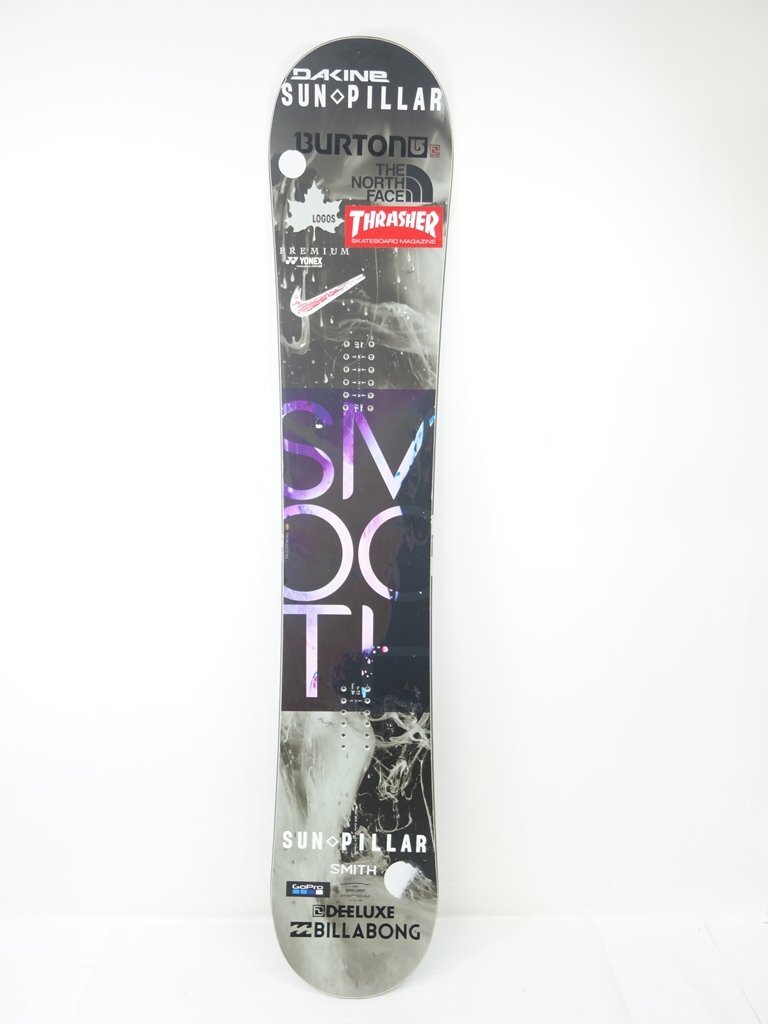 DAKINE
SUN◇PILLAR
BURTON
THE
NORTH
FACE
LOGOS
THRASHER
SKATEBOARD MAGAZINE
PREMIUM
YONEX
SM
OO
TH
SUN◇PILLAR
SMITH
GoPro
DEELUXE
BILLABONG